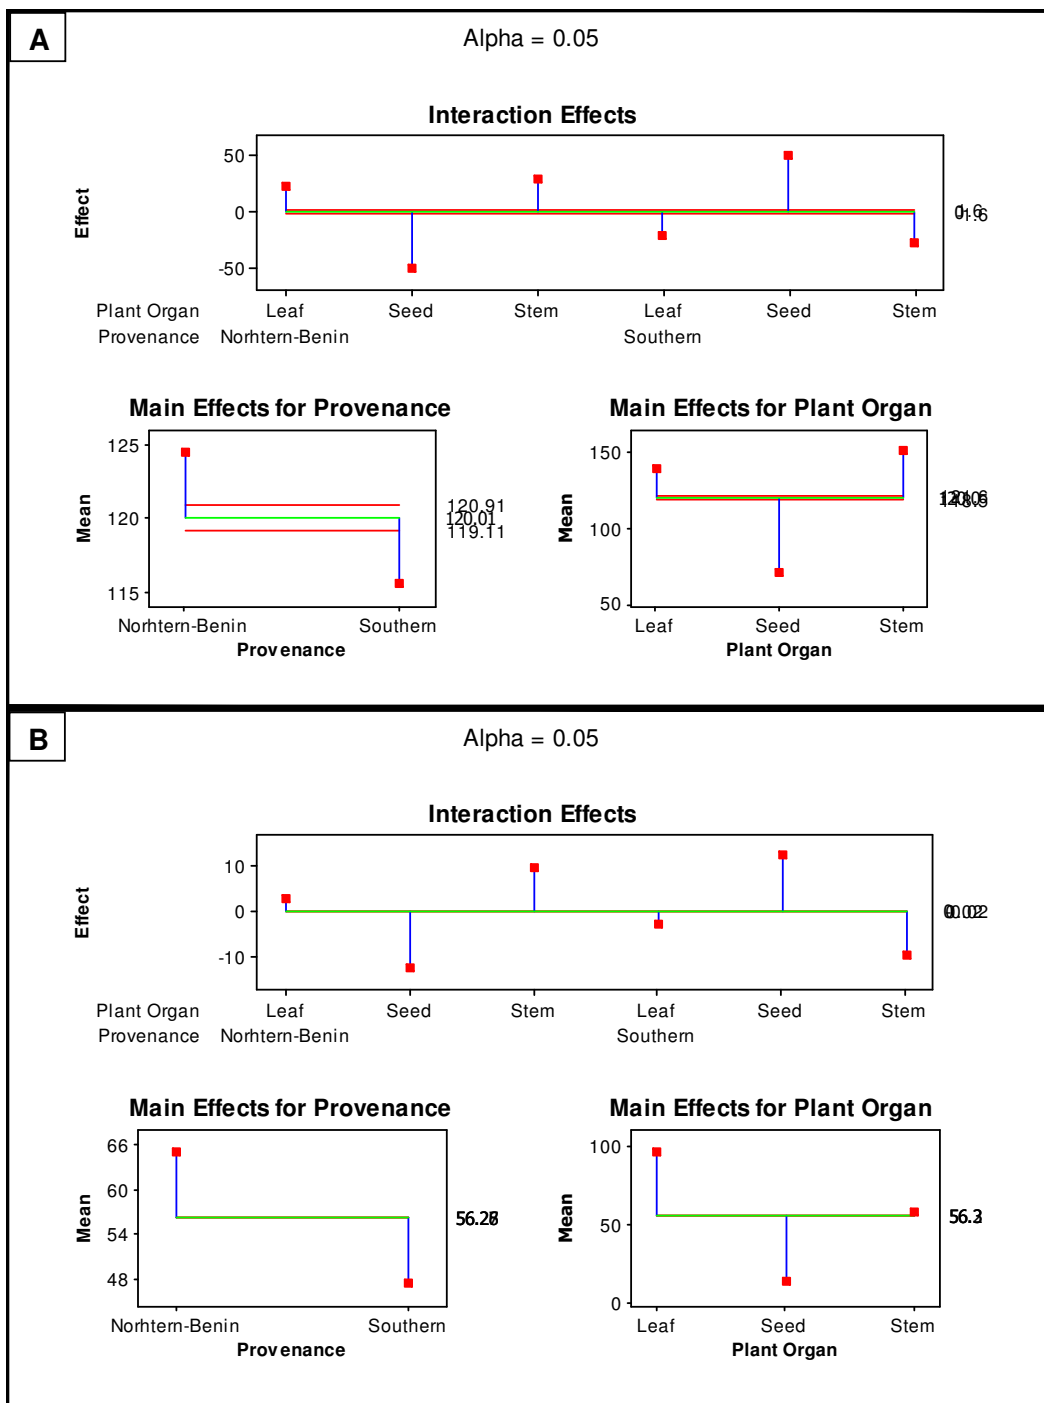 A
Alpha = 0.05
Interaction Effects
Effect
50
0
-50
Plant Organ Leaf Seed Stem Leaf Seed Stem
Provenance Norhtern-Benin Southern
Main Effects for Provenance
Mean
125
120
115
120.91
120.01
119.11
Norhtern-Benin Southern
Provenance
Main Effects for Plant Organ
Mean
150
100
50
Leaf Seed Stem
Plant Organ
B
Alpha = 0.05
Interaction Effects
Effect
10
0
-10
Plant Organ Leaf Seed Stem Leaf Seed Stem
Provenance Norhtern-Benin Southern
Main Effects for Provenance
Mean
66
60
54
48
Norhtern-Benin Southern
Provenance
Main Effects for Plant Organ
Mean
100
50
0
Leaf Seed Stem
Plant Organ